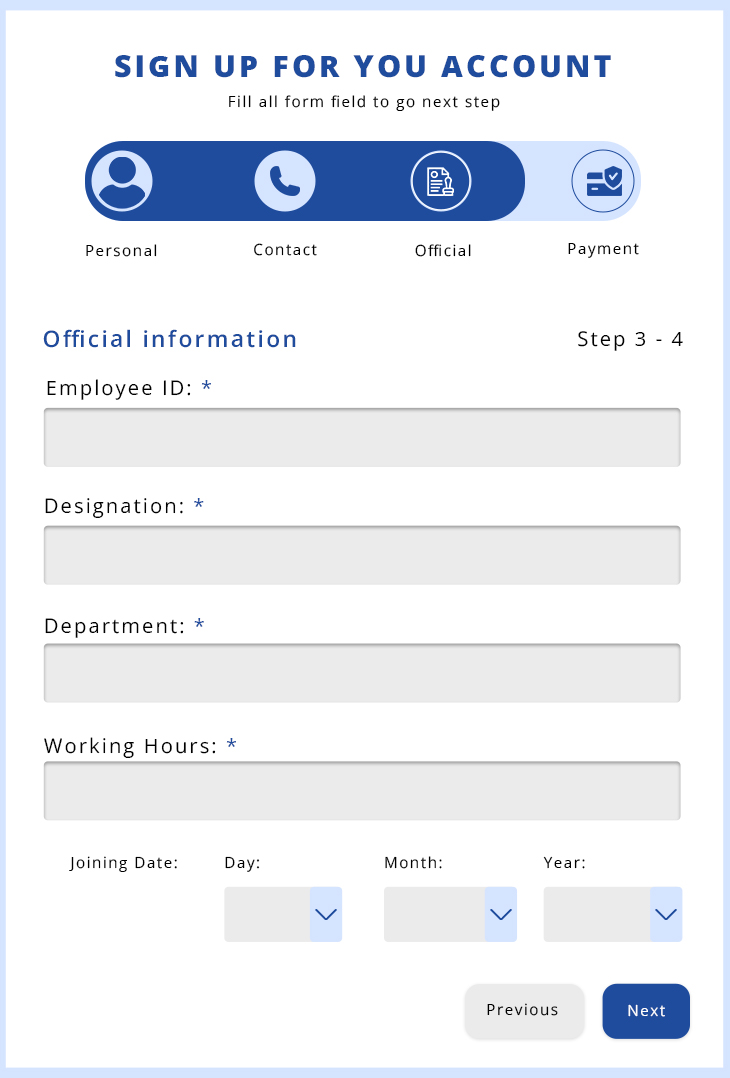 SIGN UP FOR YOU ACCOUNT
Fill all form field to go next step
Personal Contact Official Payment
Official information Step 3 - 4
Employee ID: *
Designation: *
Department: *
Working Hours: *
Joining Date: Day: Month: Year:
Previous Next